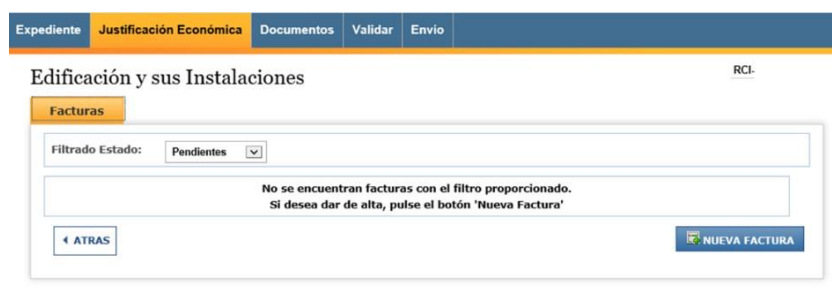 Expediente Justificación Económica Documentos Validar Envio
Edificación y sus Instalaciones RCI-
Facturas
Filtrado Estado: Pendientes
No se encuentran facturas con el filtro proporcionado.
Si desea dar de alta, pulse el botón 'Nueva Factura'
ATRAS NUEVA FACTURA